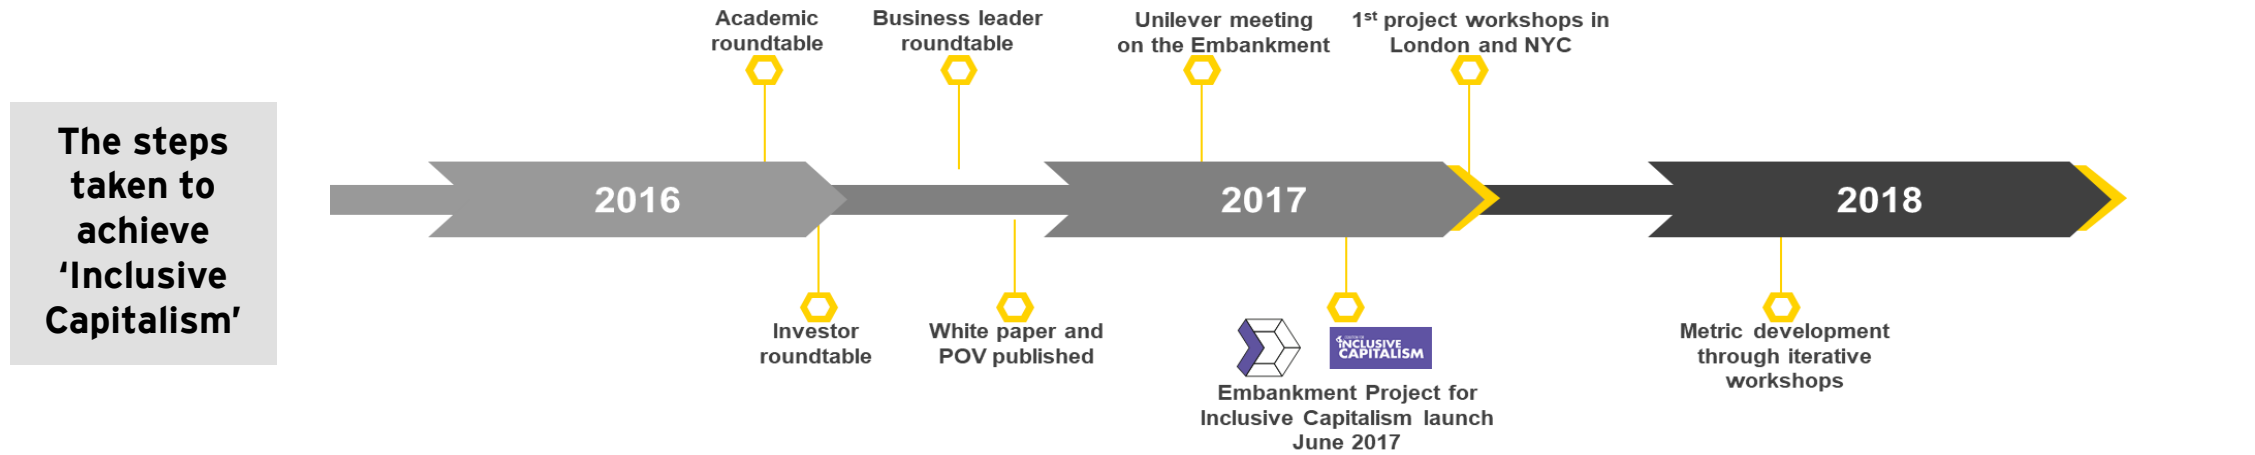 The steps
taken to
achieve
‘Inclusive
Capitalism’
Academic
roundtable
Business leader
roundtable
Unilever meeting
on the Embankment
1st project workshops in
London and NYC
2016
2017
2018
Investor
roundtable
White paper and
POV published
INCLUSIVE
CAPITALISM
Embankment Project for
Inclusive Capitalism launch
June 2017
Metric development
through iterative
workshops